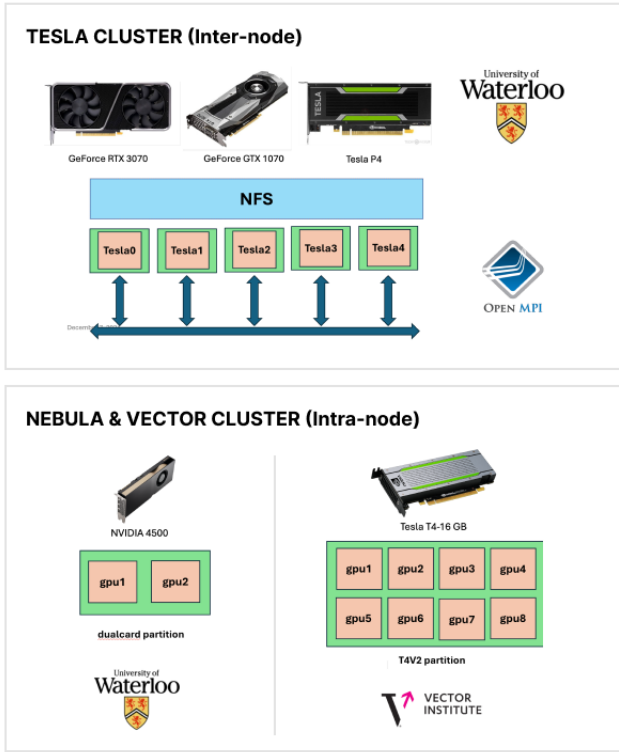 TESLA CLUSTER (Inter-node)
University of
Waterloo
TESLA
GeForce RTX 3070
GeForce GTX 1070
Tesla P4
NFS
Tesla0
Tesla1
Tesla2
Tesla3
Tesla4
OPEN MPI
NEBULA & VECTOR CLUSTER (Intra-node)
NVIDIA 4500
Tesla T4-16 GB
gpu1
gpu2
gpu1
gpu2
gpu3
gpu4
gpu5
gpu6
gpu7
gpu8
dualcard partition
T4V2 partition
University of
Waterloo
VECTOR
INSTITUTE